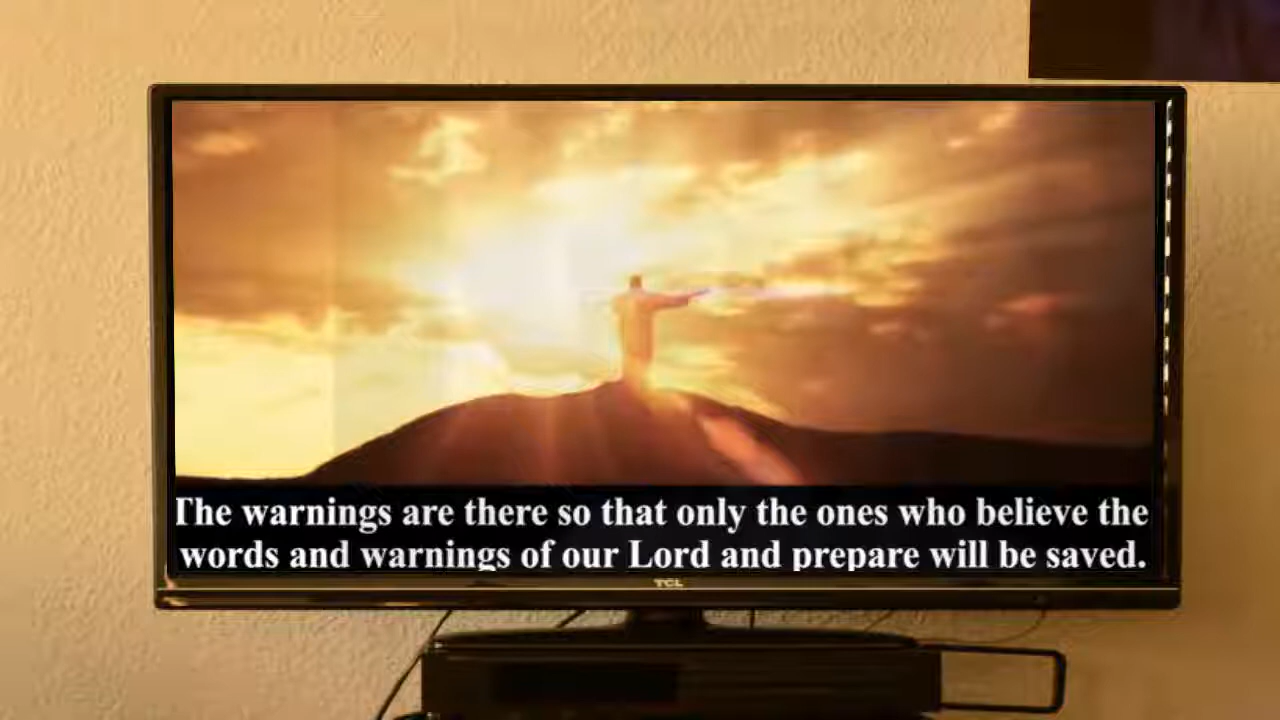 The warnings are there so that only the ones who believe the
words and warnings of our Lord and prepare will be saved.
TCL